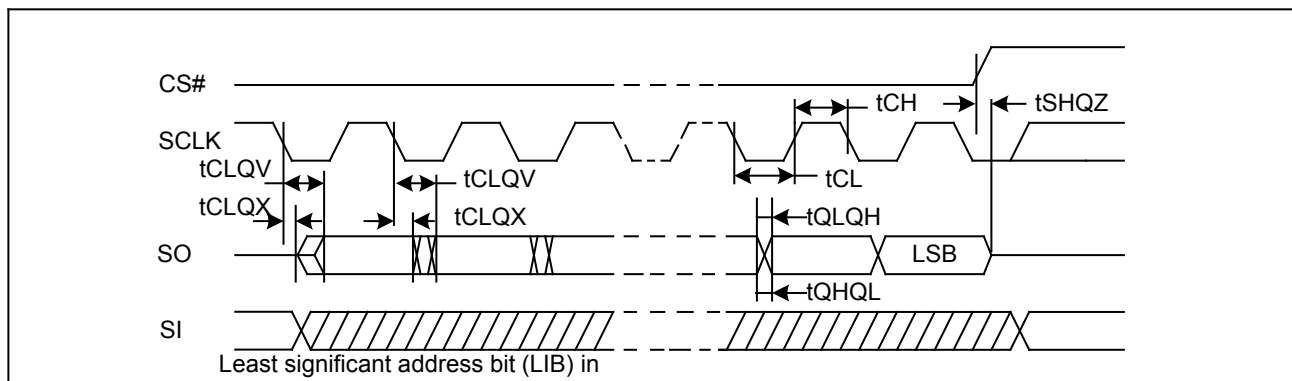 CS#
tCH
tSHQZ
SCLK
tCLQV
tCLQV
tCL
tCLQX
tCLQX
tQLQH
SO
LSB
tQHQL
SI
Least significant address bit (LIB) in